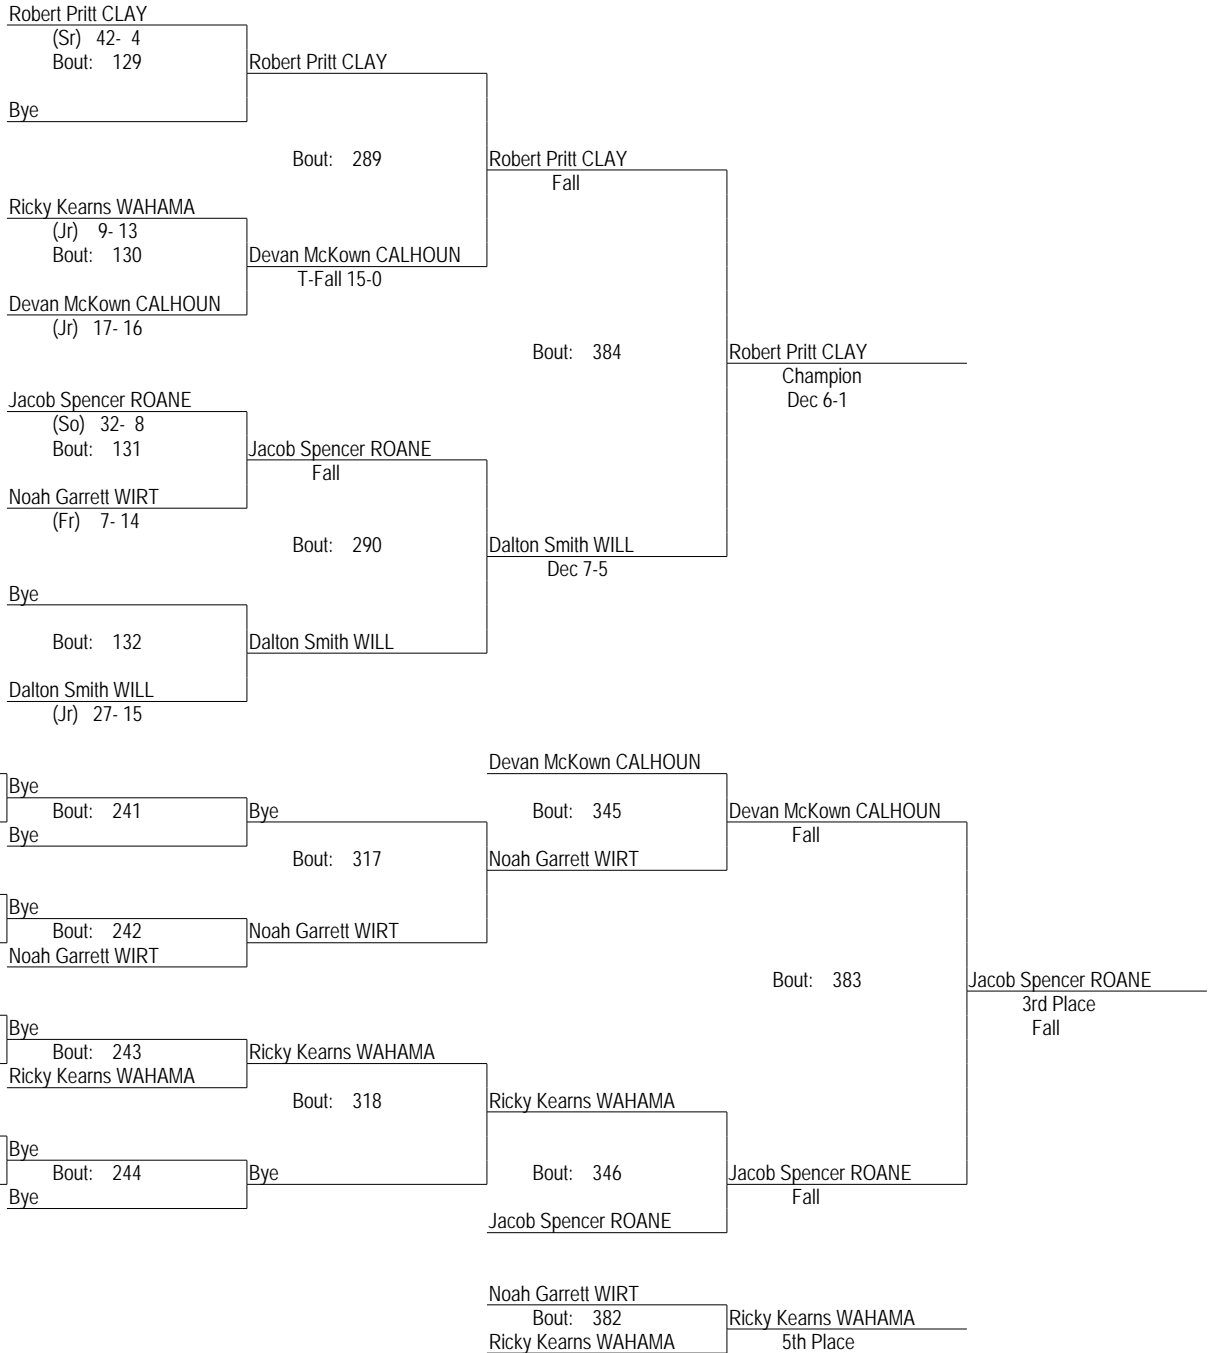 Robert Pritt CLAY
(Sr) 42- 4
Bout: 129
Robert Pritt CLAY
Bye
Bout: 289
Robert Pritt CLAY
Fall
Ricky Kearns WAHAMA
(Jr) 9- 13
Bout: 130
Devan McKown CALHOUN
T-Fall 15-0
Devan McKown CALHOUN
(Jr) 17- 16
Bout: 384
Robert Pritt CLAY
Champion
Dec 6-1
Jacob Spencer ROANE
(So) 32- 8
Bout: 131
Jacob Spencer ROANE
Fall
Noah Garrett WIRT
(Fr) 7- 14
Bout: 290
Dalton Smith WILL
Dec 7-5
Bye
Bout: 132
Dalton Smith WILL
Dalton Smith WILL
(Jr) 27- 15
Devan McKown CALHOUN
Bye
Bout: 241
Bye
Bout: 345
Devan McKown CALHOUN
Bye
Fall
Bout: 317
Noah Garrett WIRT
Bye
Bout: 242
Noah Garrett WIRT
Noah Garrett WIRT
Bout: 383
Jacob Spencer ROANE
3rd Place
Fall
Bye
Bout: 243
Ricky Kearns WAHAMA
Ricky Kearns WAHAMA
Bout: 318
Ricky Kearns WAHAMA
Bye
Bout: 244
Bye
Bout: 346
Jacob Spencer ROANE
Bye
Fall
Jacob Spencer ROANE
Noah Garrett WIRT
Bout: 382
Ricky Kearns WAHAMA
Ricky Kearns WAHAMA
5th Place